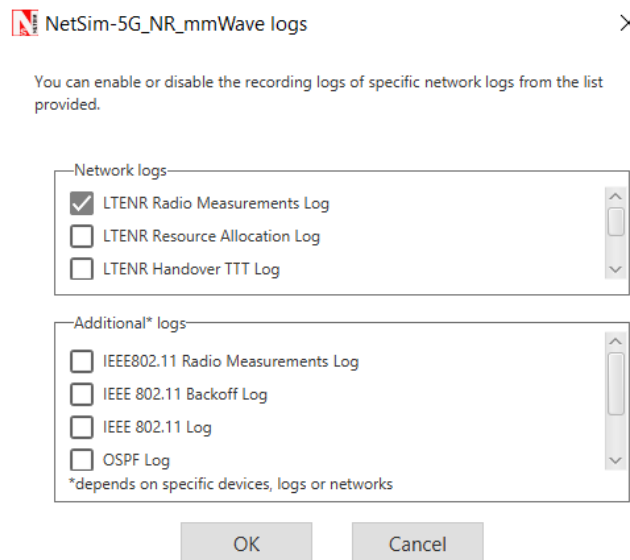 NetSim-5G_NR_mmWave logs
You can enable or disable the recording logs of specific network logs from the list
provided.
Network logs
LTENR Radio Measurements Log
LTENR Resource Allocation Log
LTENR Handover TTT Log
Additional* logs
IEEE802.11 Radio Measurements Log
IEEE 802.11 Backoff Log
IEEE 802.11 Log
OSPF Log
*depends on specific devices, logs or networks
OK
Cancel